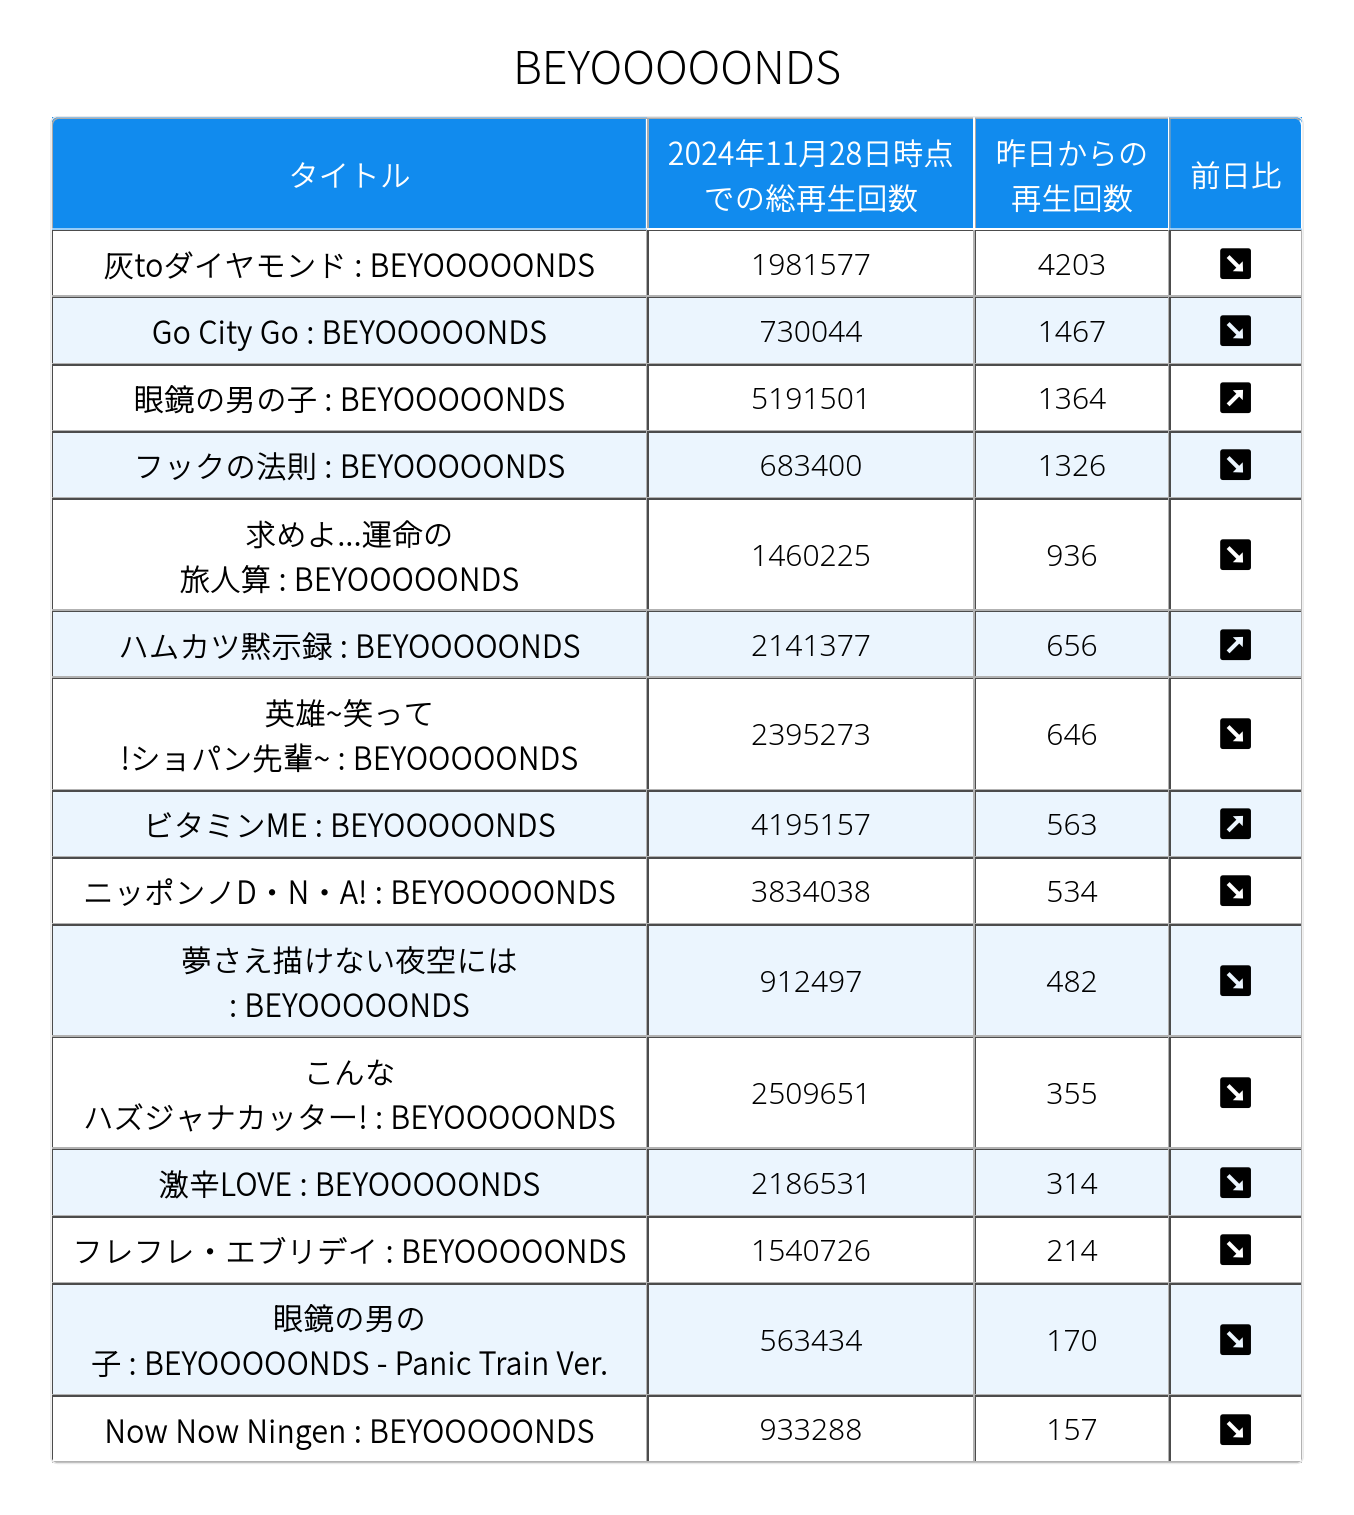 BEYOOOOONDS
タイトル
2024年11月28日時点
での総再生回数
昨日からの
再生回数
前日比
灰toダイヤモンド : BEYOOOOONDS 1981577 4203
Go City Go : BEYOOOOONDS 730044 1467
眼鏡の男の子 : BEYOOOOONDS 5191501 1364
フックの法則 : BEYOOOOONDS 683400 1326
求めよ...運命の
旅人算 : BEYOOOOONDS 1460225 936
ハムカツ黙示録 : BEYOOOOONDS 2141377 656
英雄~笑って
!ショパン先輩~ : BEYOOOOONDS 2395273 646
ビタミンME : BEYOOOOONDS 4195157 563
ニッポンノD・N・A! : BEYOOOOONDS 3834038 534
夢さえ描けない夜空には
: BEYOOOOONDS 912497 482
こんな
ハズジャナカッター! : BEYOOOOONDS 2509651 355
激辛LOVE : BEYOOOOONDS 2186531 314
フレフレ・エブリデイ : BEYOOOOONDS 1540726 214
眼鏡の男の
子 : BEYOOOOONDS - Panic Train Ver. 563434 170
Now Now Ningen : BEYOOOOONDS 933288 157